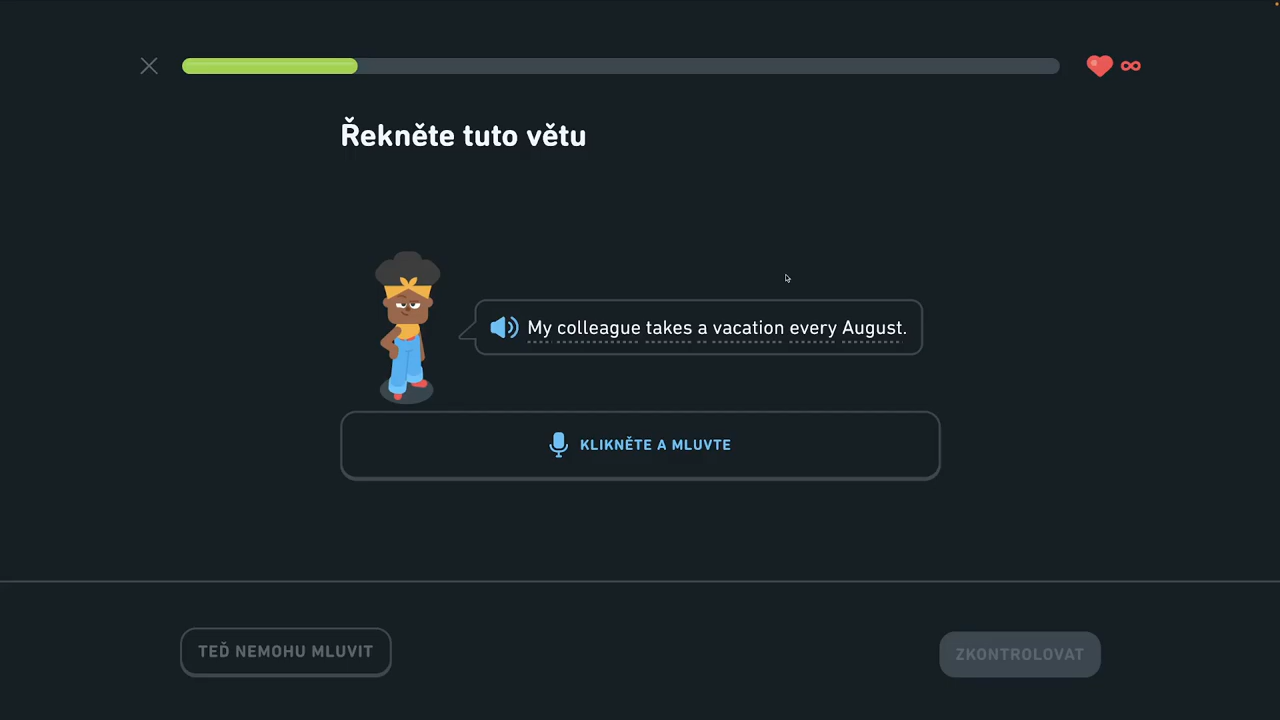 ∞
Řekněte tuto větu
My colleague takes a vacation every August.
KLIKNĚTE A MLUVTE
TEĎ NEMOHU MLUVIT
ZKONTROLOVAT